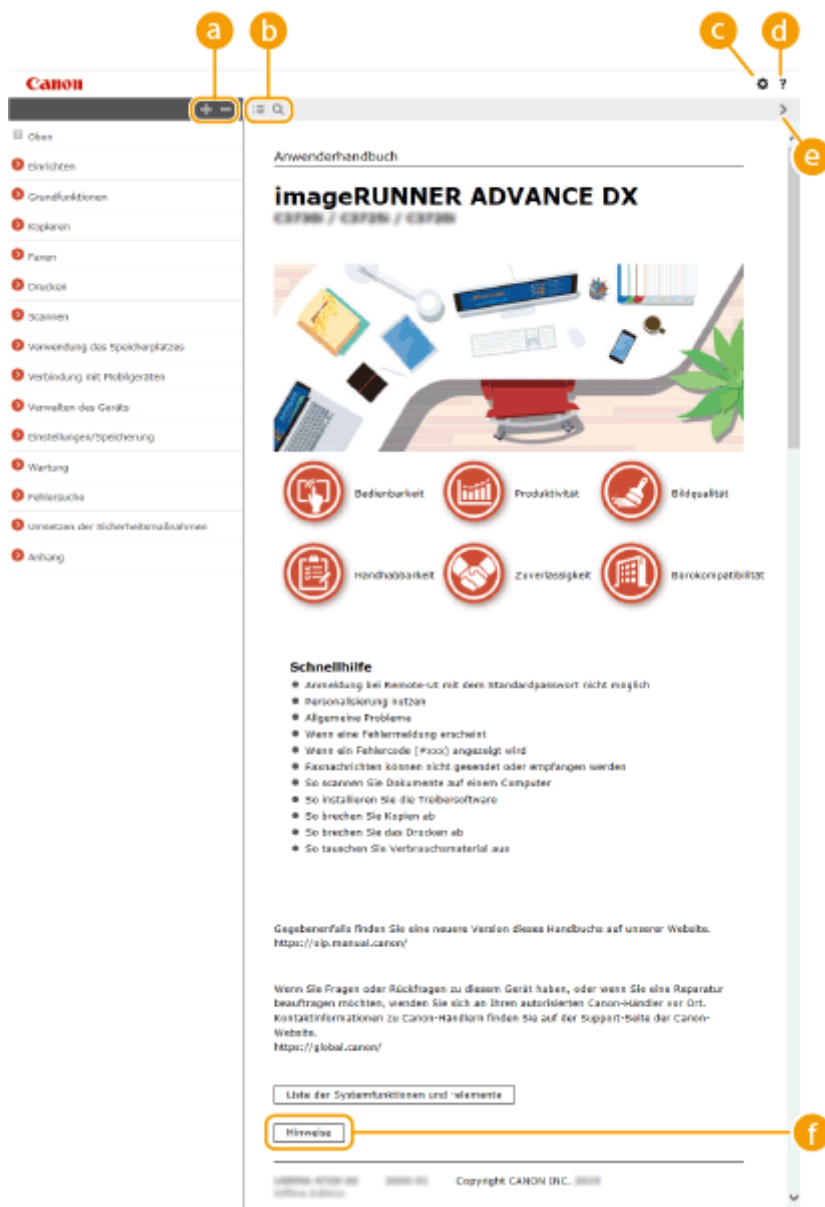 a
b
c
d
Canon
?
e
Oben
Einrichten
Grundfunktionen
Kopieren
Faxen
Drucken
Scannen
Verwendung des Speicherplatzes
Verbindung mit Mobilgeräten
Verwalten des Geräts
Einstellungen/Speicherung
Wartung
Fehlersuche
Umsetzen der Sicherheitsmaßnahmen
Anhang
Anwenderhandbuch
imageRUNNER ADVANCE DX
C3730i / C3725i / C3720i
Bedienbarkeit
Produktivität
Bildqualität
Handhabbarkeit
Zuverlässigkeit
Bürokompatibilität
Schnellhilfe
Anmeldung bei Remote-UI mit dem Standardpasswort nicht möglich
Personalisierung nutzen
Allgemeine Probleme
Wenn eine Fehlermeldung erscheint
Wenn ein Fehlercode (#xxx) angezeigt wird
Faxnachrichten können nicht gesendet oder empfangen werden
So scannen Sie Dokumente auf einem Computer
So installieren Sie die Treibersoftware
So brechen Sie Kopien ab
So brechen Sie das Drucken ab
So tauschen Sie Verbrauchsmaterial aus
Gegebenenfalls finden Sie eine neuere Version dieses Handbuchs auf unserer Website.
https://oip.manual.canon/
Wenn Sie Fragen oder Rückfragen zu diesem Gerät haben, oder wenn Sie eine Reparatur
beauftragen möchten, wenden Sie sich an Ihren autorisierten Canon-Händler vor Ort.
Kontaktinformationen zu Canon-Händlern finden Sie auf der Support-Seite der Canon-
Website.
https://global.canon/
Liste der Systemfunktionen und -elemente
Hinweise
f
Copyright CANON INC.